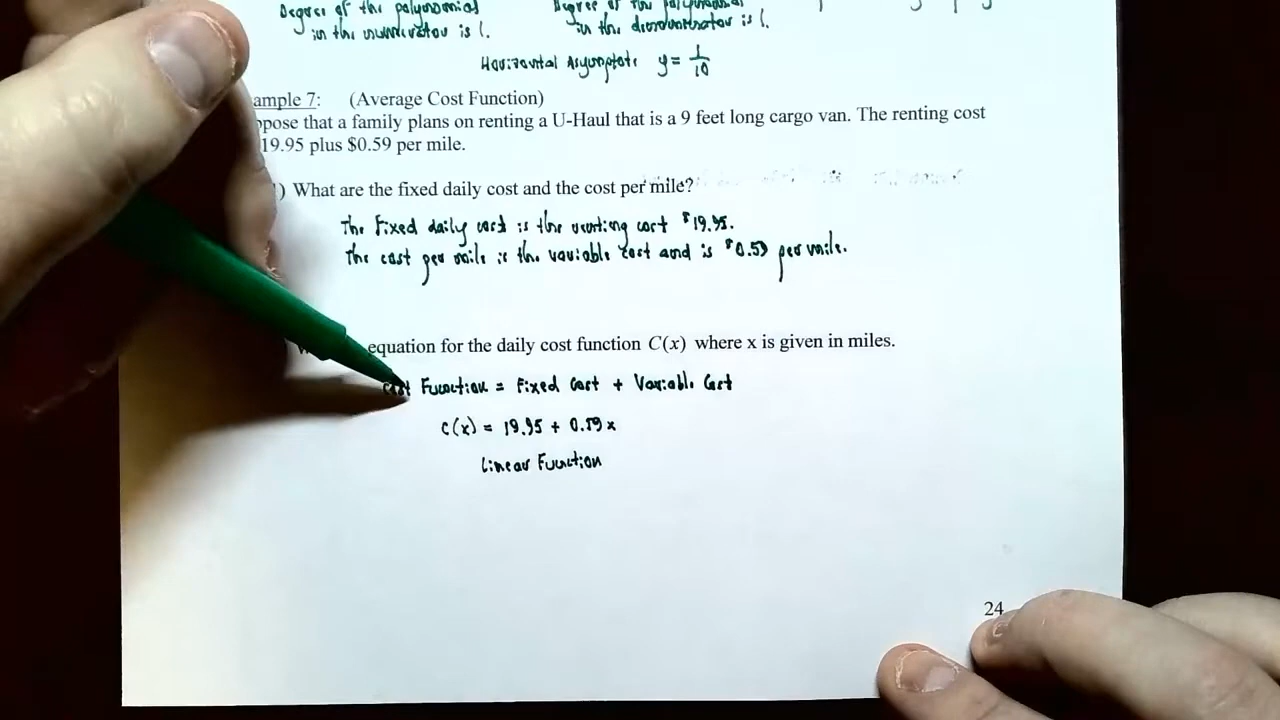 Degree of the polynomial Degree of the polynomial
in the numerator is 1. in the denominator is 1.
Horizontal Asymptote y = 1/10
ample 7: (Average Cost Function)
ppose that a family plans on renting a U-Haul that is a 9 feet long cargo van. The renting cost
19.95 plus $0.59 per mile.
) What are the fixed daily cost and the cost per mile?
The fixed daily cost is the renting cost $19.95.
The cost per mile is the variable cost and is $0.59 per mile.
equation for the daily cost function C(x) where x is given in miles.
Cost Function = Fixed Cost + Variable Cost
C(x) = 19.95 + 0.59x
Linear Function
24